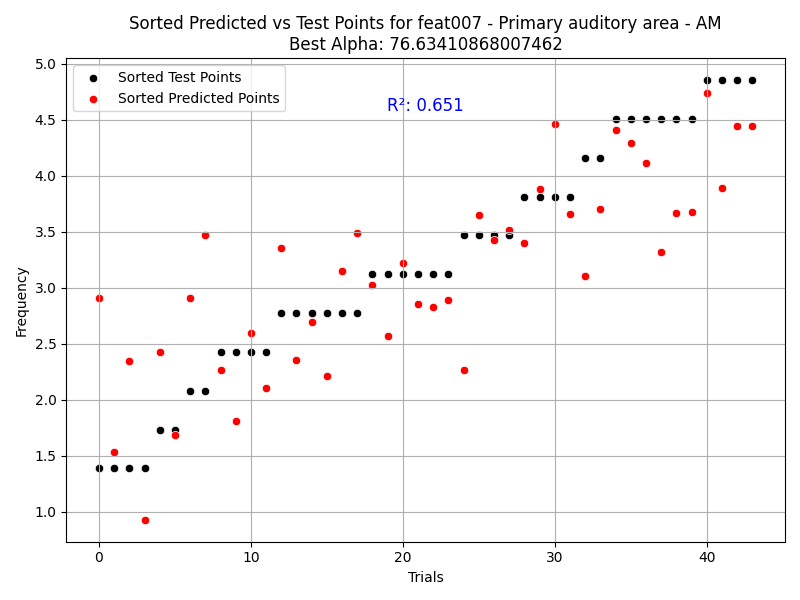 Sorted Predicted vs Test Points for feat007 - Primary auditory area - AM
Best Alpha: 76.63410868007462
Sorted Test Points
Sorted Predicted Points
R²: 0.651
Frequency
5.0
4.5
4.0
3.5
3.0
2.5
2.0
1.5
1.0
0
10
20
30
40
Trials